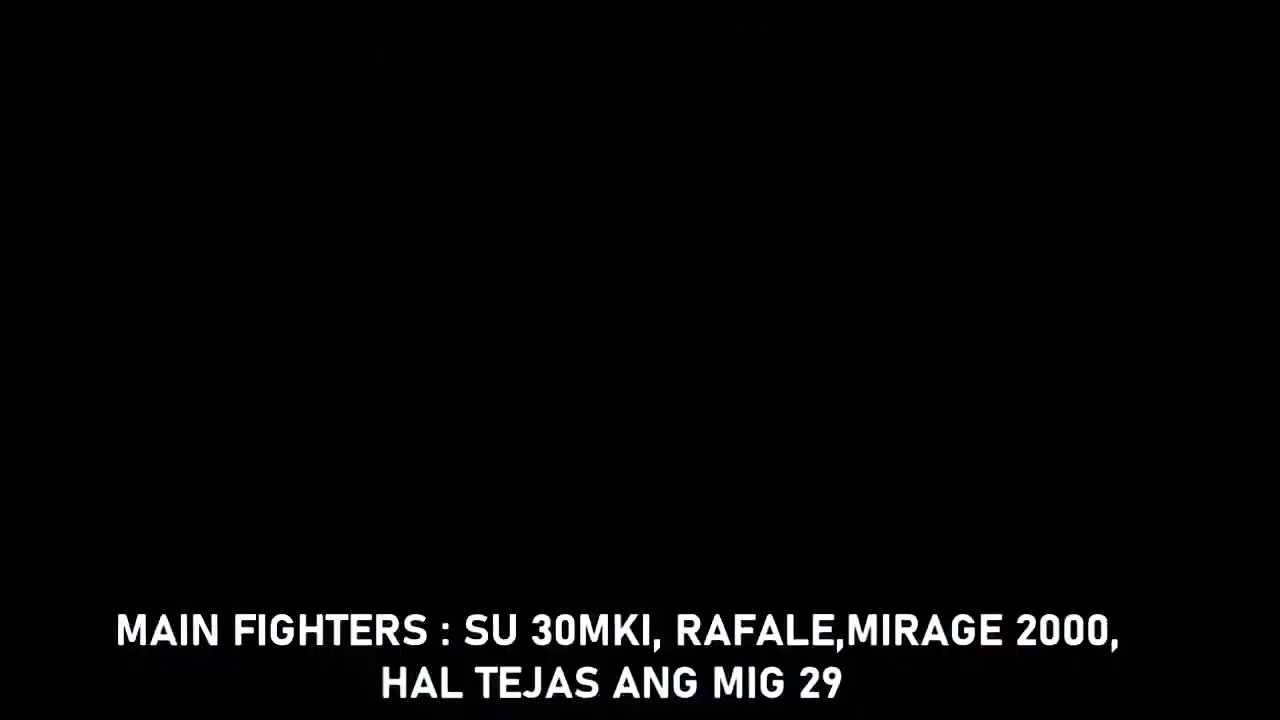 MAIN FIGHTERS : SU 30MKI, RAFALE,MIRAGE 2000,
HAL TEJAS ANG MIG 29